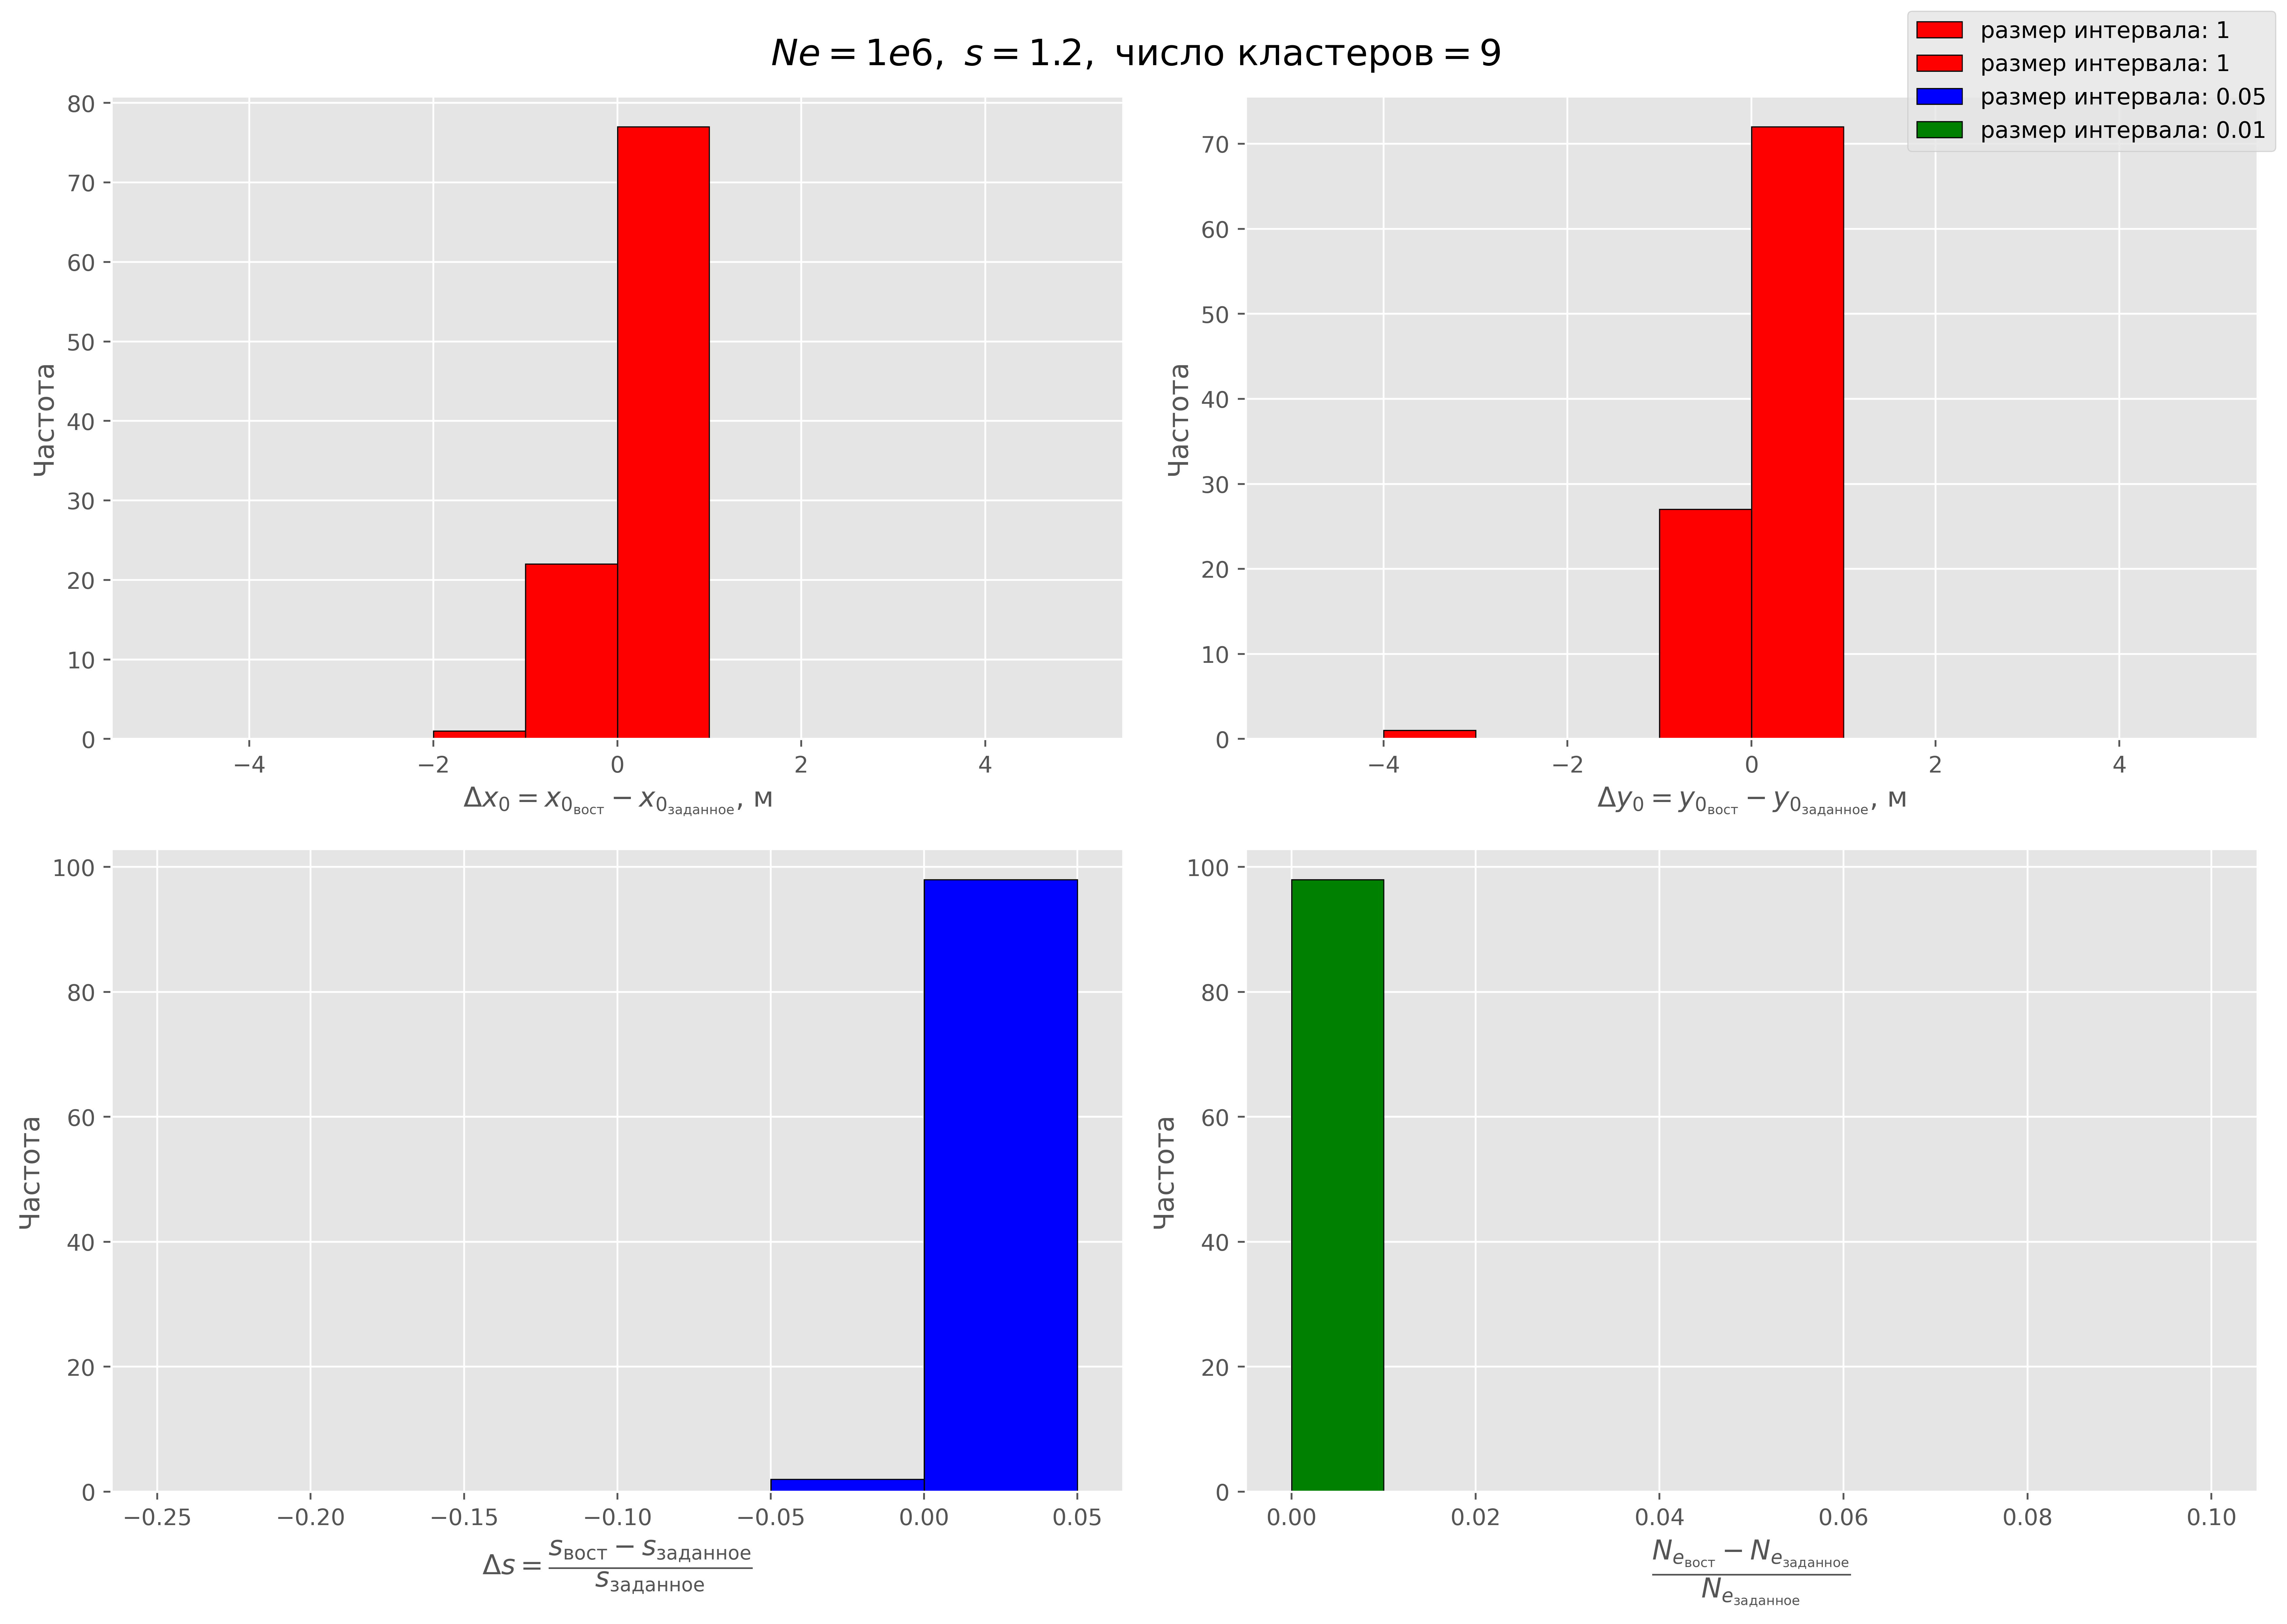 Ne = 1e6, s = 1.2, число кластеров = 9
размер интервала: 1
размер интервала: 1
размер интервала: 0.05
размер интервала: 0.01
80
70
60
50
40
30
20
10
0
Частота
−4 −2 0 2 4
Δx₀ = x₀вост − x₀заданное, м
70
60
50
40
30
20
10
0
Частота
−4 −2 0 2 4
Δy₀ = y₀вост − y₀заданное, м
100
80
60
40
20
0
Частота
−0.25 −0.20 −0.15 −0.10 −0.05 0.00 0.05
Δs = (sвост − sзаданное) / sзаданное
100
80
60
40
20
0
Частота
0.00 0.02 0.04 0.06 0.08 0.10
(Neвост − Neзаданное) / Neзаданное